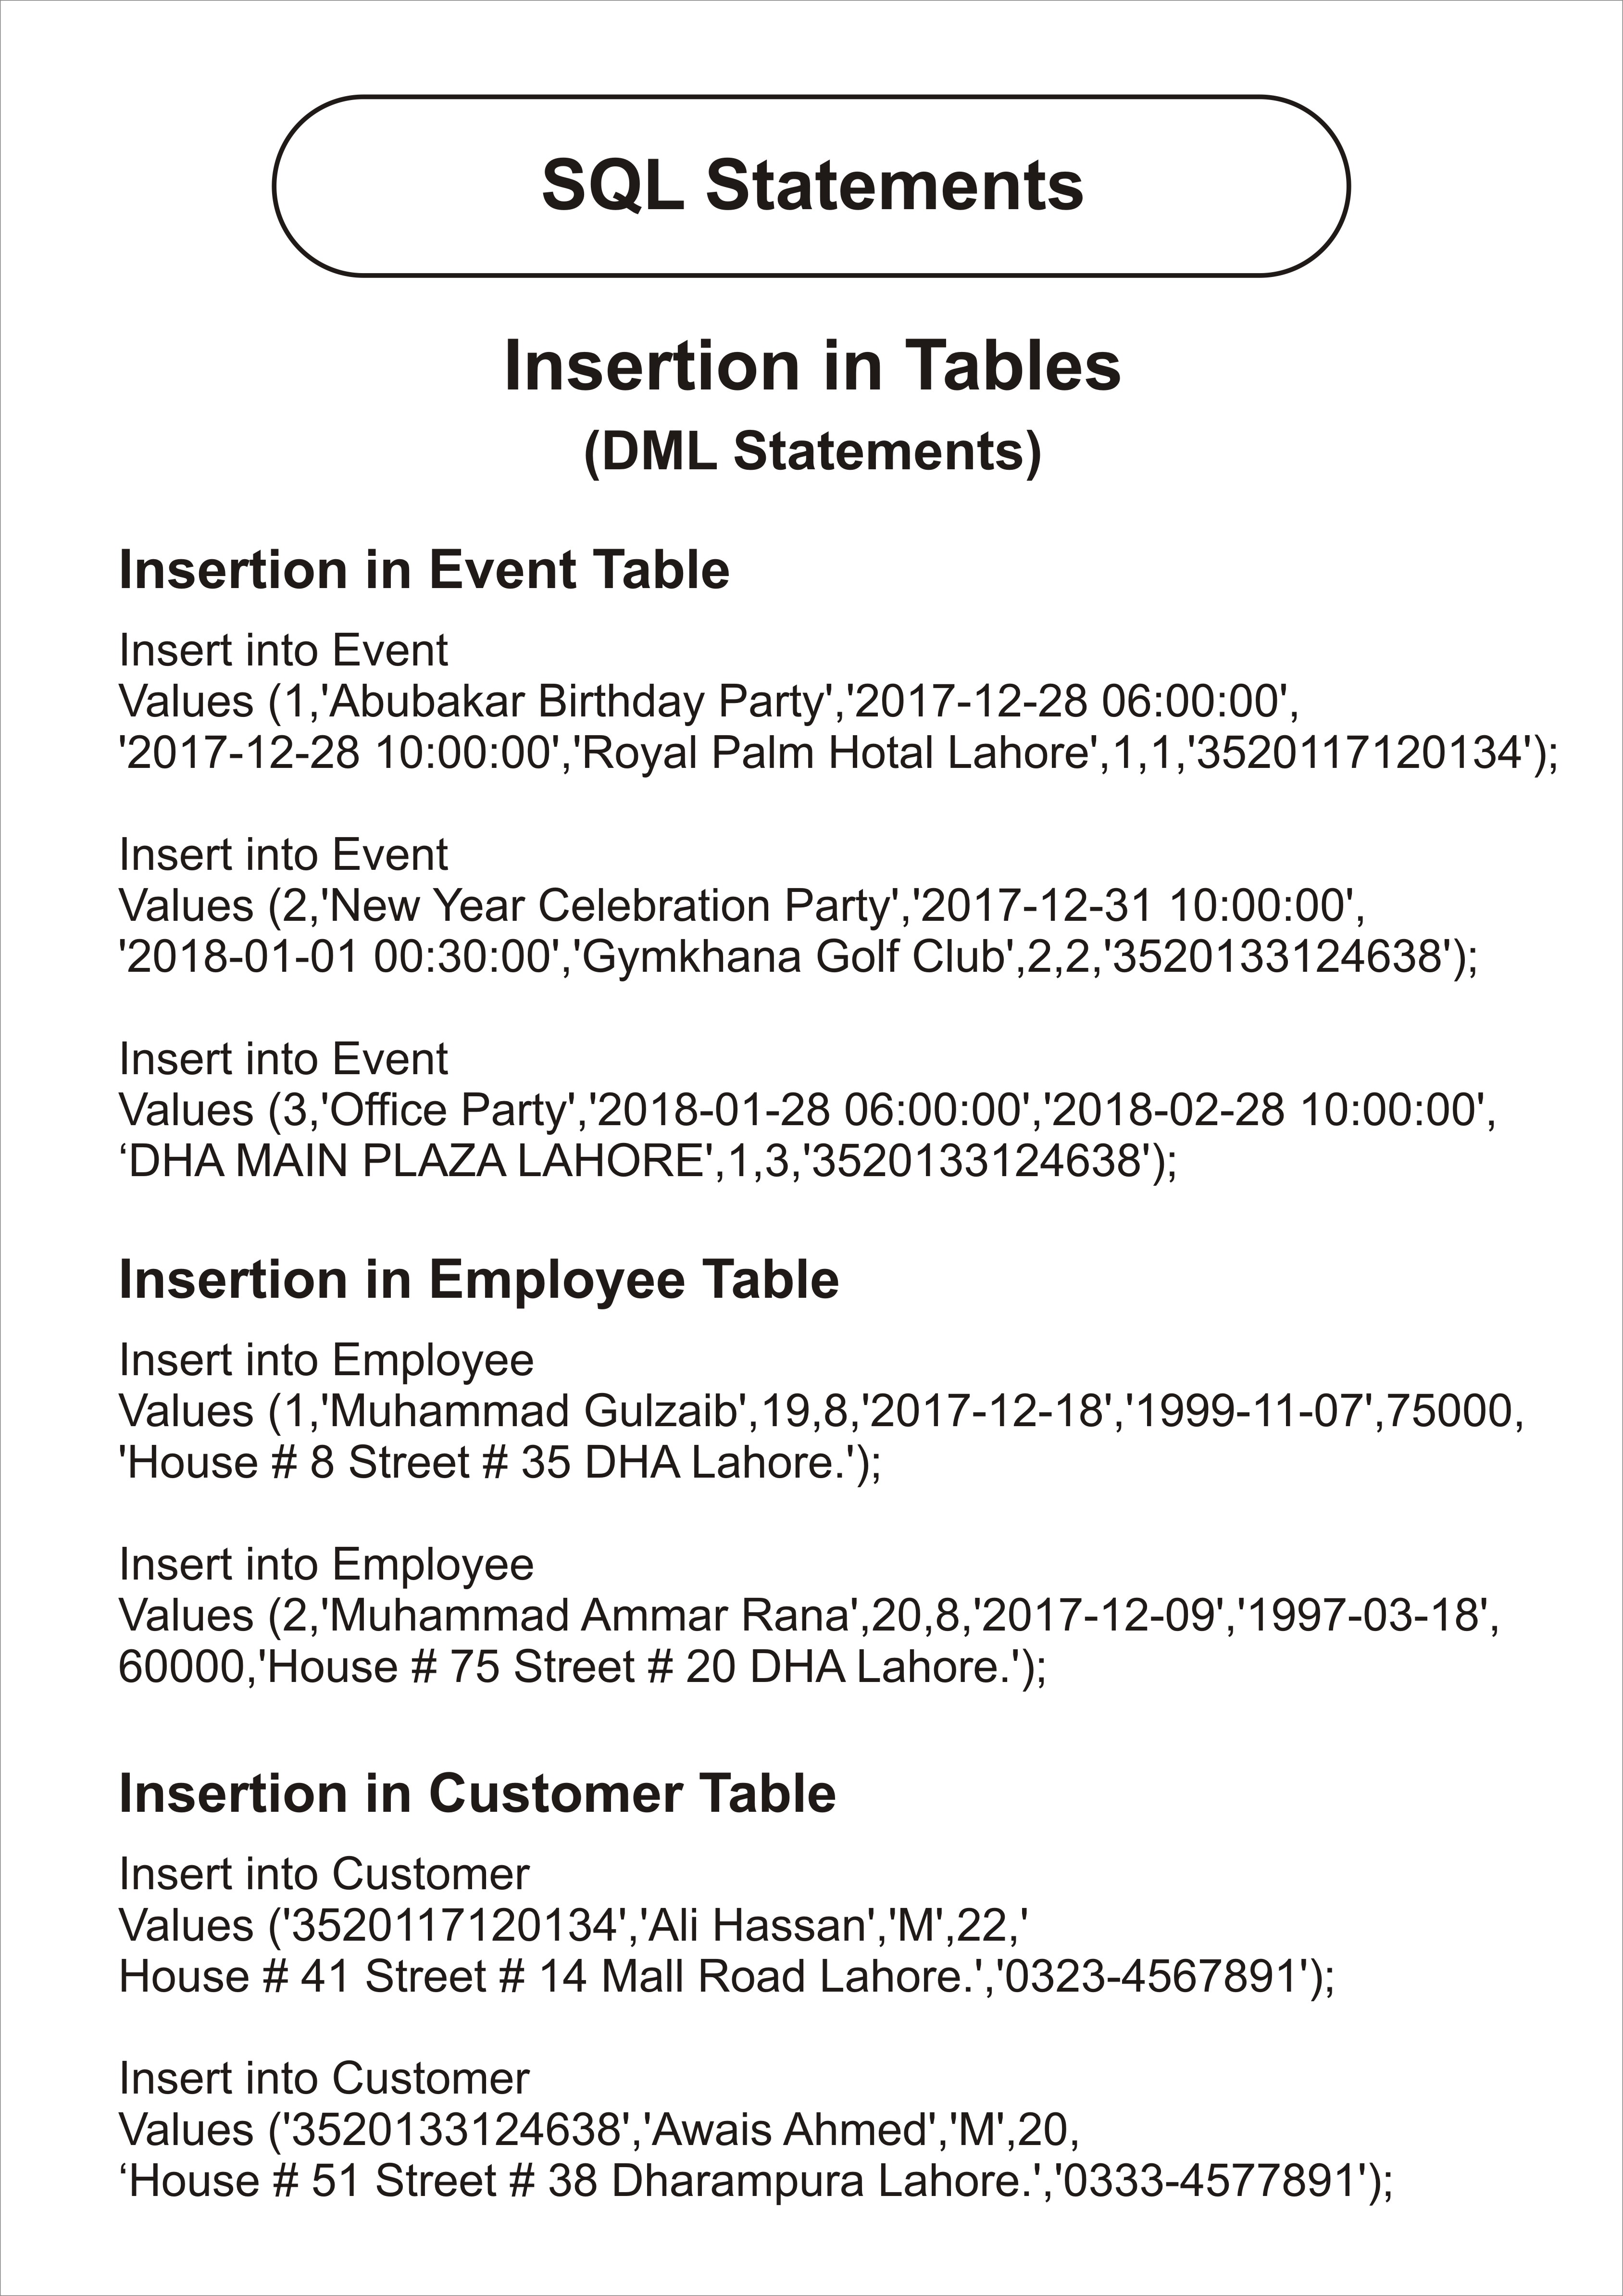 SQL Statements
Insertion in Tables
(DML Statements)
Insertion in Event Table
Insert into Event
Values (1,'Abubakar Birthday Party','2017-12-28 06:00:00',
'2017-12-28 10:00:00','Royal Palm Hotal Lahore',1,1,'3520117120134');
Insert into Event
Values (2,'New Year Celebration Party','2017-12-31 10:00:00',
'2018-01-01 00:30:00','Gymkhana Golf Club',2,2,'3520133124638');
Insert into Event
Values (3,'Office Party','2018-01-28 06:00:00','2018-02-28 10:00:00',
‘DHA MAIN PLAZA LAHORE',1,3,'3520133124638');
Insertion in Employee Table
Insert into Employee
Values (1,'Muhammad Gulzaib',19,8,'2017-12-18','1999-11-07',75000,
'House # 8 Street # 35 DHA Lahore.');
Insert into Employee
Values (2,'Muhammad Ammar Rana',20,8,'2017-12-09','1997-03-18',
60000,'House # 75 Street # 20 DHA Lahore.');
Insertion in Customer Table
Insert into Customer
Values ('3520117120134','Ali Hassan','M',22,'
House # 41 Street # 14 Mall Road Lahore.','0323-4567891');
Insert into Customer
Values ('3520133124638','Awais Ahmed','M',20,
‘House # 51 Street # 38 Dharampura Lahore.','0333-4577891');